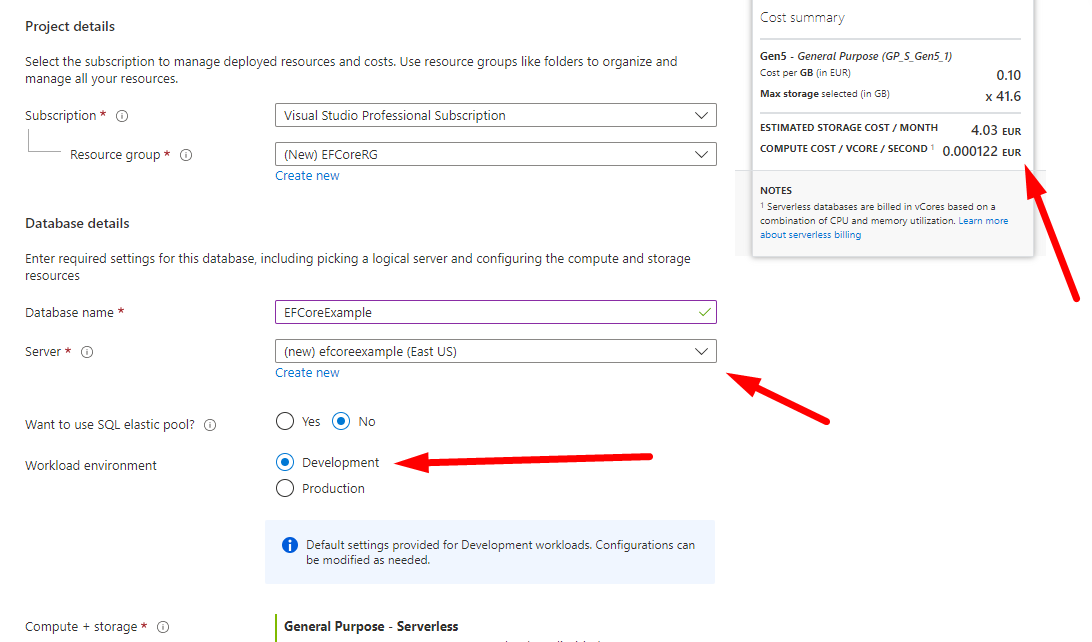 Project details
Select the subscription to manage deployed resources and costs. Use resource groups like folders to organize and
manage all your resources.
Subscription *
Visual Studio Professional Subscription
Resource group *
(New) EFCoreRG
Create new
Database details
Enter required settings for this database, including picking a logical server and configuring the compute and storage
resources
Database name *
EFCoreExample
Server *
(new) efcoreexample (East US)
Create new
Want to use SQL elastic pool?
Yes No
Workload environment
Development
Production
Default settings provided for Development workloads. Configurations can
be modified as needed.
Compute + storage *
General Purpose - Serverless
Cost summary
Gen5 - General Purpose (GP_S_Gen5_1)
Cost per GB (in EUR) 0.10
Max storage selected (in GB) x 41.6
ESTIMATED STORAGE COST / MONTH 4.03 EUR
COMPUTE COST / VCORE / SECOND ¹ 0.000122 EUR
NOTES
¹ Serverless databases are billed in vCores based on a
combination of CPU and memory utilization. Learn more
about serverless billing